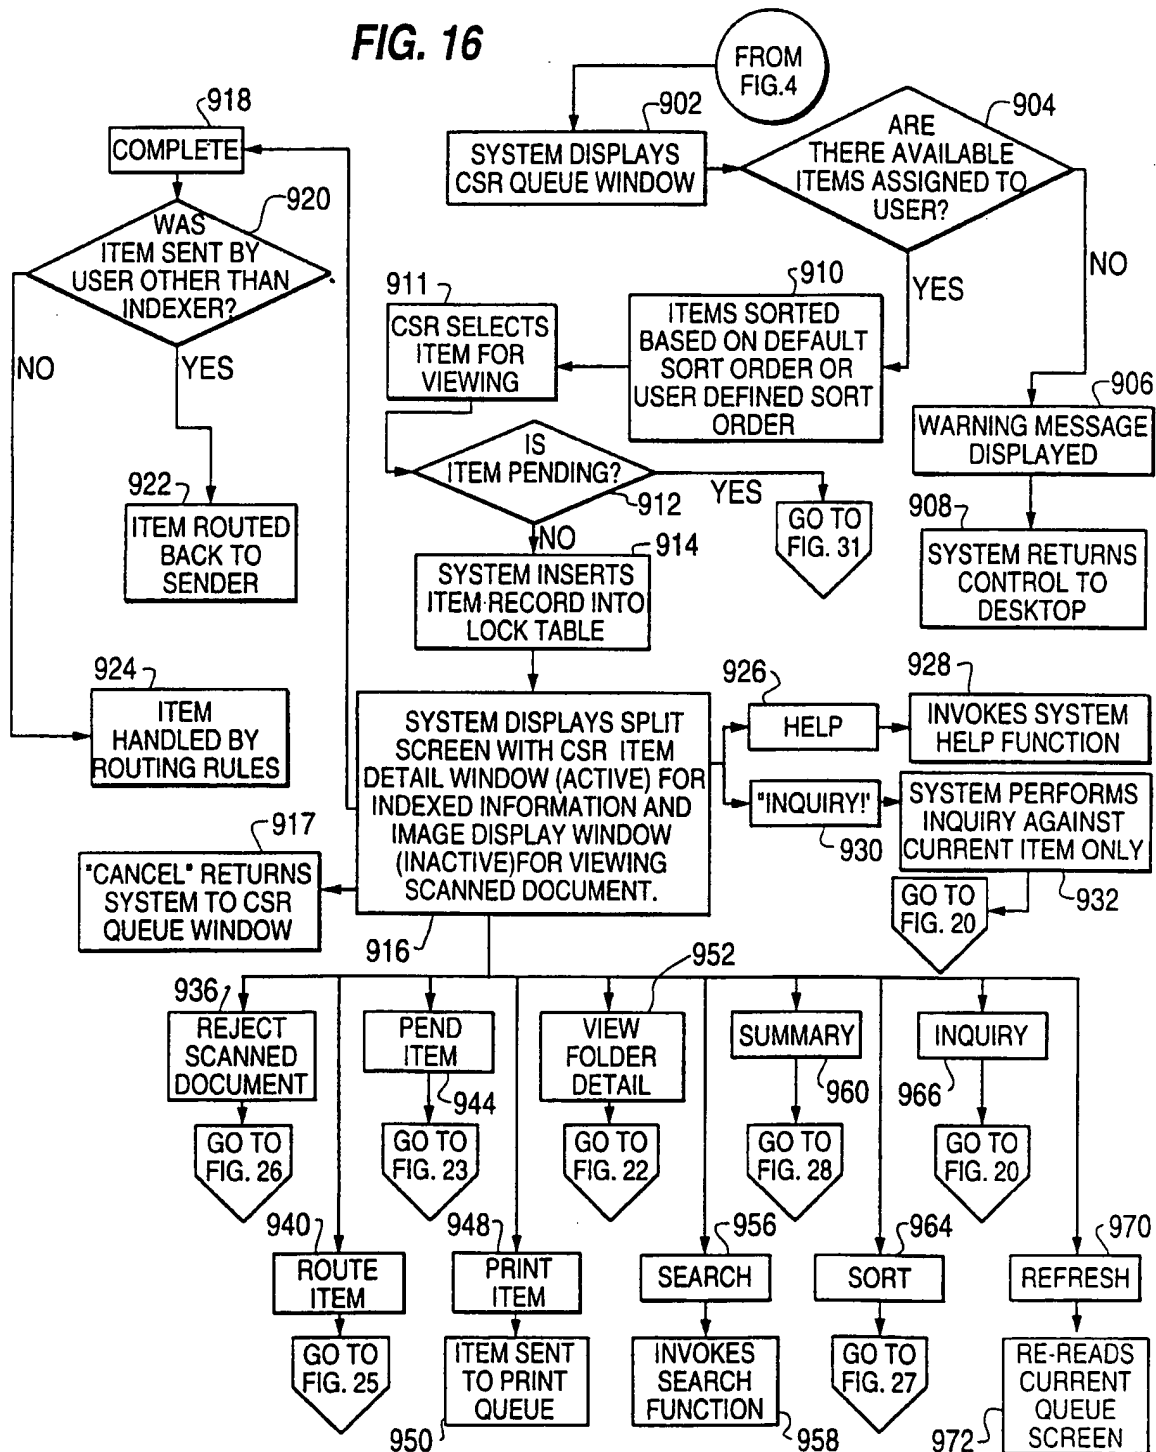 FIG. 16
FROM
FIG.4
902
SYSTEM DISPLAYS
CSR QUEUE WINDOW
904
ARE
THERE AVAILABLE
ITEMS ASSIGNED TO
USER?
NO
YES
906
WARNING MESSAGE
DISPLAYED
908
SYSTEM RETURNS
CONTROL TO
DESKTOP
910
ITEMS SORTED
BASED ON DEFAULT
SORT ORDER OR
USER DEFINED SORT
ORDER
911
CSR SELECTS
ITEM FOR
VIEWING
IS
ITEM PENDING?
912
YES
GO TO
FIG. 31
NO
914
SYSTEM INSERTS
ITEM RECORD INTO
LOCK TABLE
918
COMPLETE
920
WAS
ITEM SENT BY
USER OTHER THAN
INDEXER?
NO
YES
922
ITEM ROUTED
BACK TO
SENDER
924
ITEM
HANDLED BY
ROUTING RULES
SYSTEM DISPLAYS SPLIT
SCREEN WITH CSR ITEM
DETAIL WINDOW (ACTIVE) FOR
INDEXED INFORMATION AND
IMAGE DISPLAY WINDOW
(INACTIVE)FOR VIEWING
SCANNED DOCUMENT.
916
917
"CANCEL" RETURNS
SYSTEM TO CSR
QUEUE WINDOW
926
HELP
928
INVOKES SYSTEM
HELP FUNCTION
"INQUIRY!"
930
SYSTEM PERFORMS
INQUIRY AGAINST
CURRENT ITEM ONLY
932
GO TO
FIG. 20
936
REJECT
SCANNED
DOCUMENT
GO TO
FIG. 26
PEND
ITEM
944
GO TO
FIG. 23
952
VIEW
FOLDER
DETAIL
GO TO
FIG. 22
SUMMARY
960
GO TO
FIG. 28
INQUIRY
966
GO TO
FIG. 20
940
ROUTE
ITEM
GO TO
FIG. 25
948
PRINT
ITEM
ITEM SENT
TO PRINT
QUEUE
950
956
SEARCH
INVOKES
SEARCH
FUNCTION
958
964
SORT
GO TO
FIG. 27
970
REFRESH
RE-READS
CURRENT
QUEUE
SCREEN
972